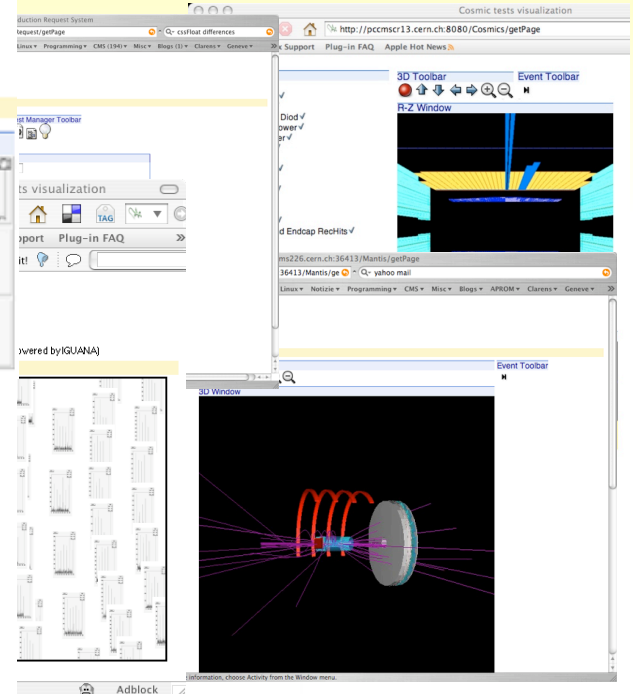 duction Request System
Request/getPage
Q- cssFloat differences
Linux Programming CMS (194) Misc Blogs (1) Clarens Geneve
Cosmic tests visualization
http://pccmscr13.cern.ch:8080/Cosmics/getPage
Support Plug-in FAQ Apple Hot News
3D Toolbar
Event Toolbar
R-Z Window
Diod
ower
er
d Endcap RecHits
est Manager Toolbar
ts visualization
TAG
pport Plug-in FAQ
it!
owered byIGUANA)
ms226.cern.ch:36413/Mantis/getPage
36413/Mantis/ge
Q- yahoo mail
Linux Notizie Programming CMS Misc Blogs APROM Clarens Geneve
Event Toolbar
3D Window
information, choose Activity from the Window menu.
Adblock